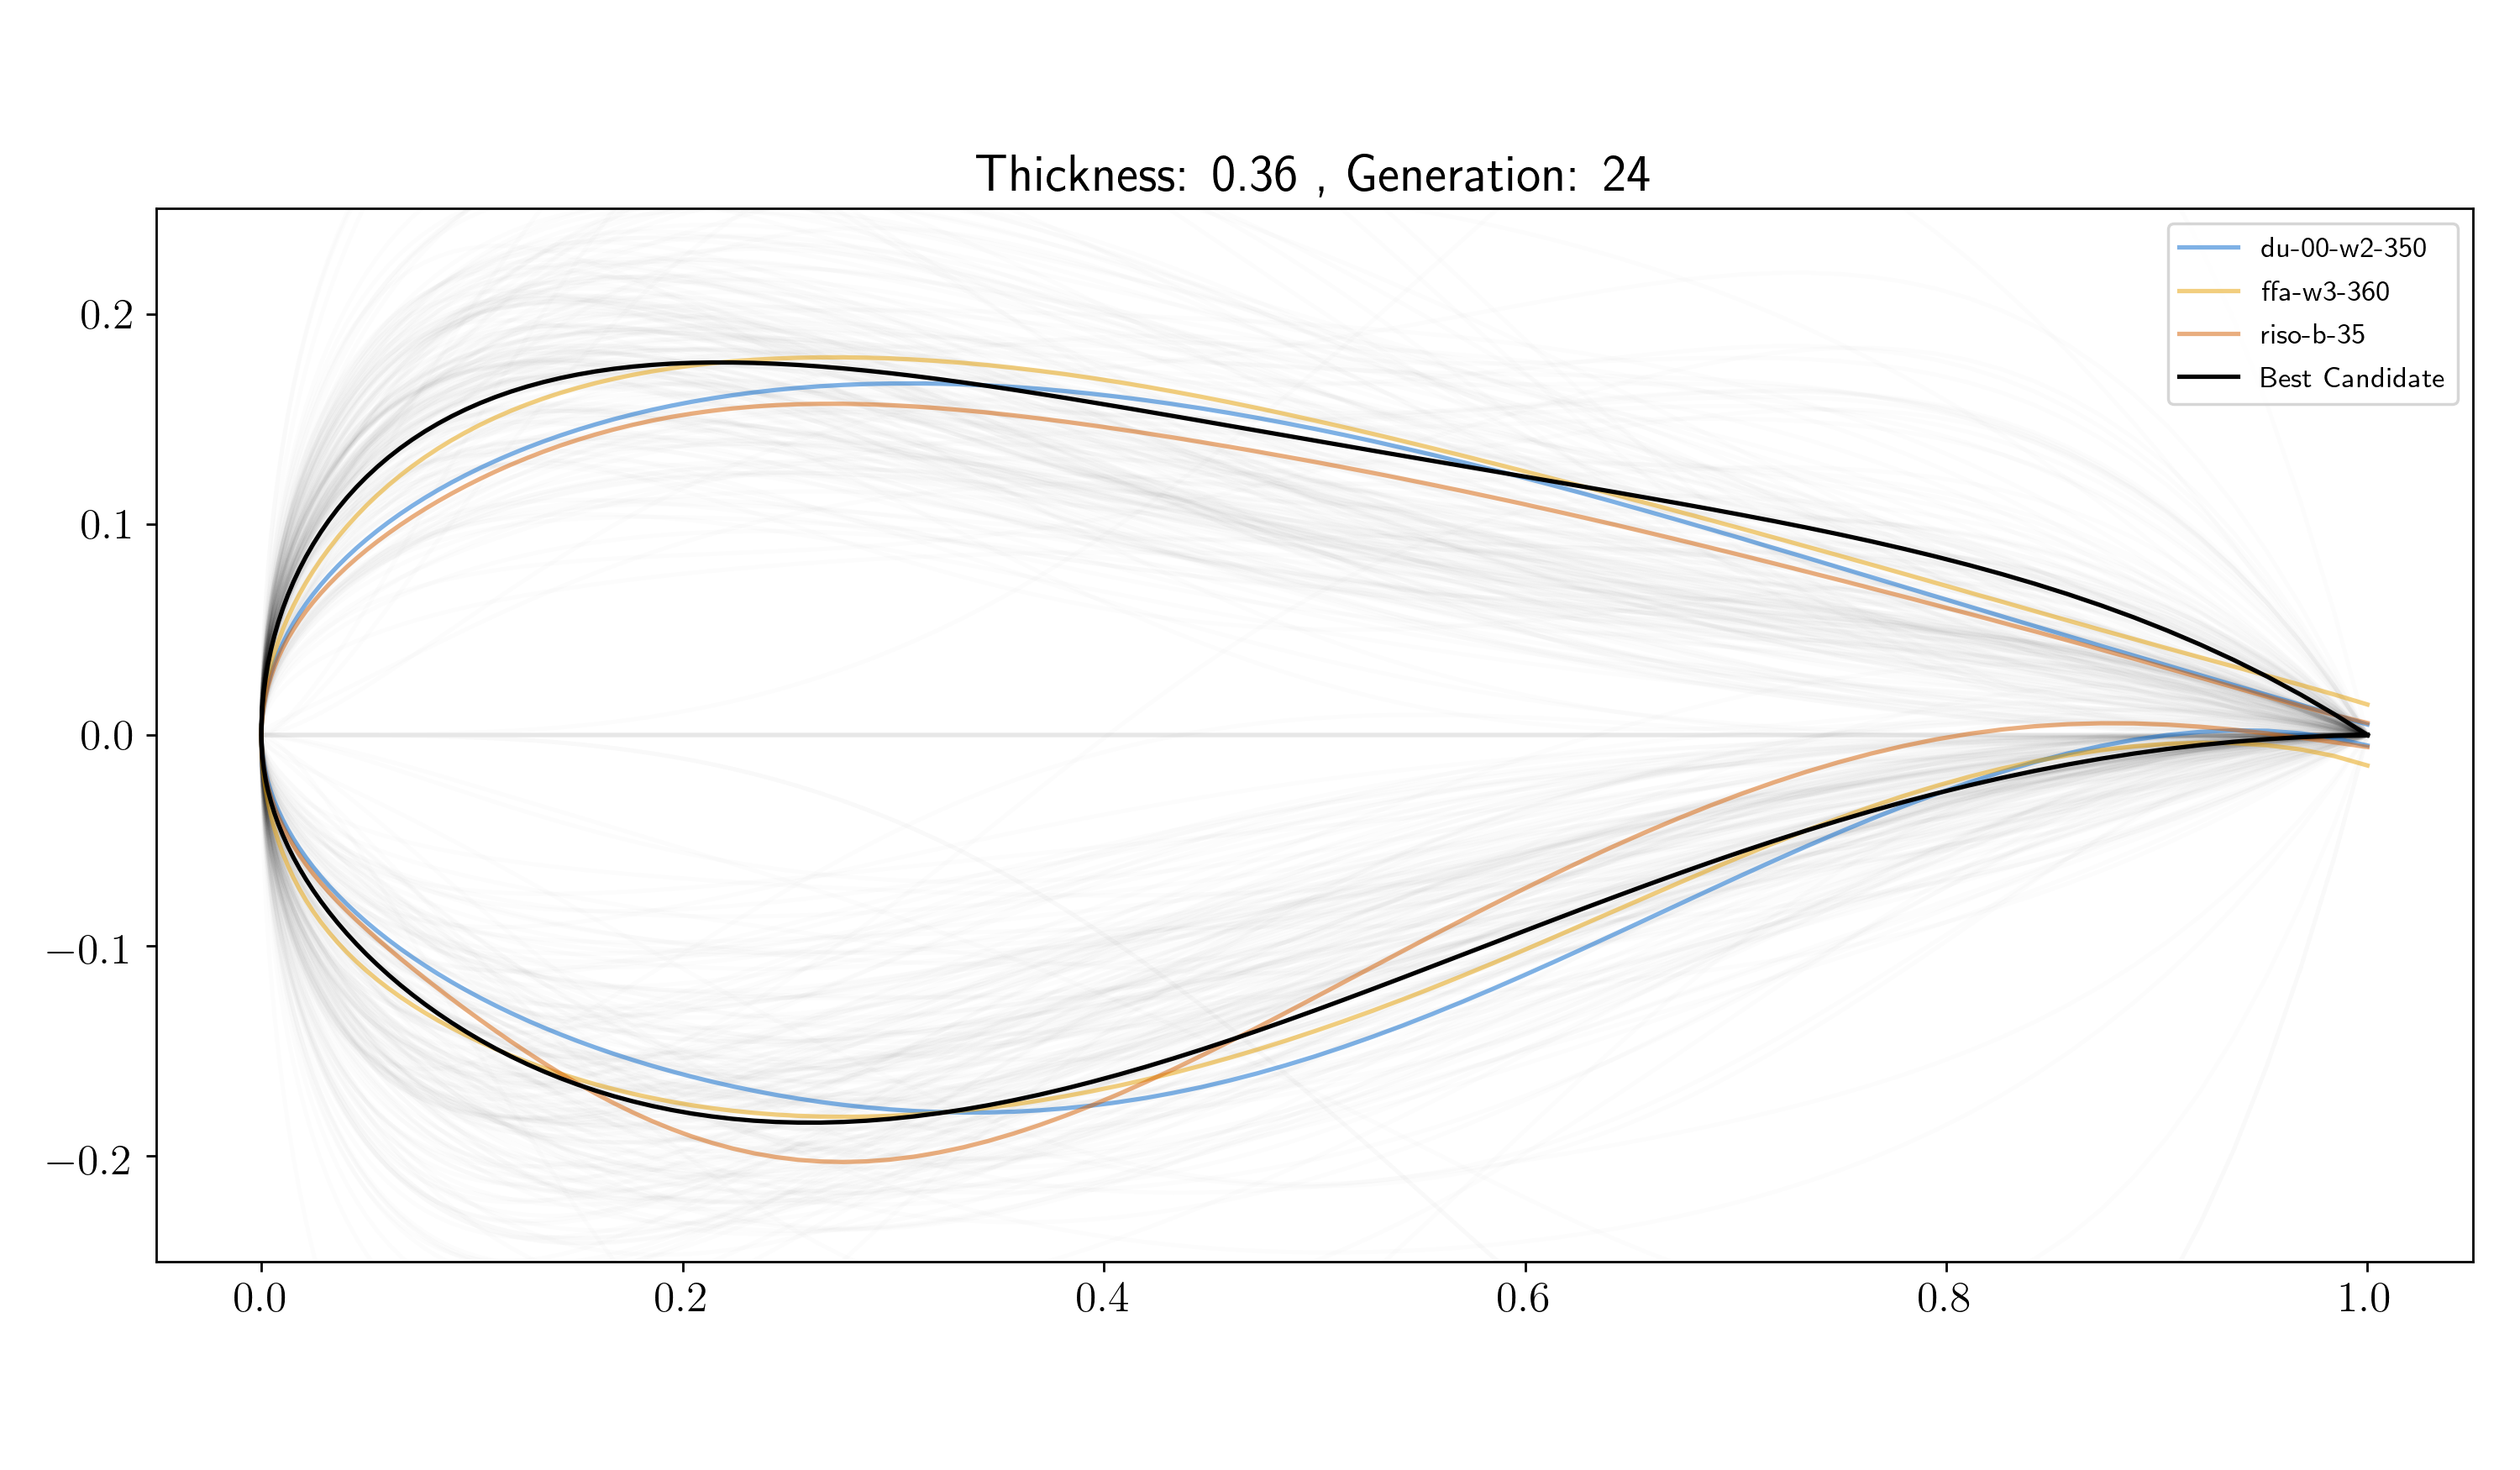 Thickness: 0.36 , Generation: 24
du-00-w2-350
ffa-w3-360
riso-b-35
Best Candidate
0.2
0.1
0.0
−0.1
−0.2
0.0 0.2 0.4 0.6 0.8 1.0